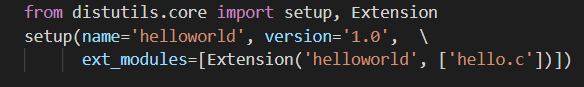 from distutils.core import setup, Extension
setup(name='helloworld', version='1.0',  \
      ext_modules=[Extension('helloworld', ['hello.c'])])